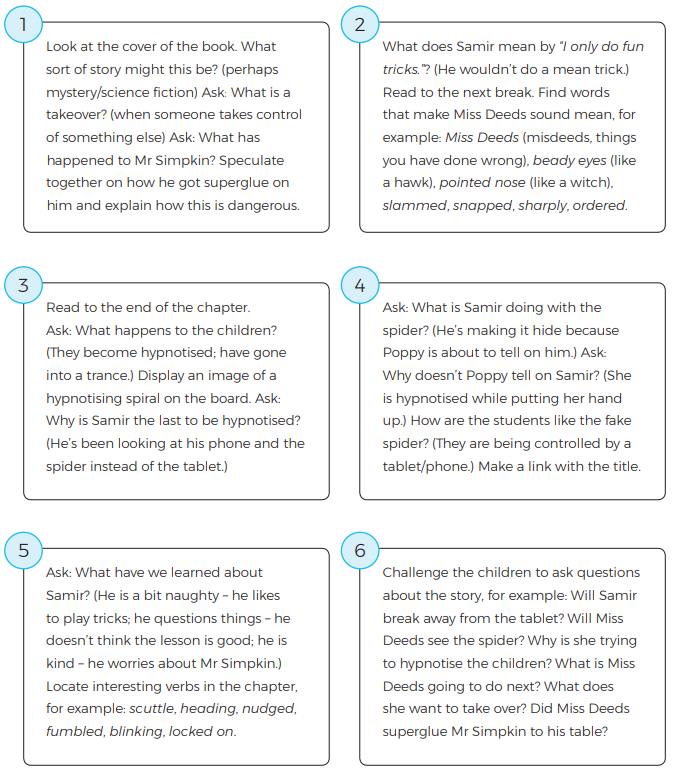 1
Look at the cover of the book. What
sort of story might this be? (perhaps
mystery/science fiction) Ask: What is a
takeover? (when someone takes control
of something else) Ask: What has
happened to Mr Simpkin? Speculate
together on how he got superglue on
him and explain how this is dangerous.
2
What does Samir mean by “I only do fun
tricks.”? (He wouldn’t do a mean trick.)
Read to the next break. Find words
that make Miss Deeds sound mean, for
example: Miss Deeds (misdeeds, things
you have done wrong), beady eyes (like
a hawk), pointed nose (like a witch),
slammed, snapped, sharply, ordered.
3
Read to the end of the chapter.
Ask: What happens to the children?
(They become hypnotised; have gone
into a trance.) Display an image of a
hypnotising spiral on the board. Ask:
Why is Samir the last to be hypnotised?
(He’s been looking at his phone and the
spider instead of the tablet.)
4
Ask: What is Samir doing with the
spider? (He’s making it hide because
Poppy is about to tell on him.) Ask:
Why doesn’t Poppy tell on Samir? (She
is hypnotised while putting her hand
up.) How are the students like the fake
spider? (They are being controlled by a
tablet/phone.) Make a link with the title.
5
Ask: What have we learned about
Samir? (He is a bit naughty – he likes
to play tricks; he questions things – he
doesn’t think the lesson is good; he is
kind – he worries about Mr Simpkin.)
Locate interesting verbs in the chapter,
for example: scuttle, heading, nudged,
fumbled, blinking, locked on.
6
Challenge the children to ask questions
about the story, for example: Will Samir
break away from the tablet? Will Miss
Deeds see the spider? Why is she trying
to hypnotise the children? What is Miss
Deeds going to do next? What does
she want to take over? Did Miss Deeds
superglue Mr Simpkin to his table?